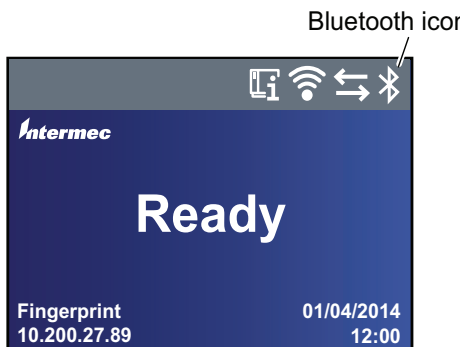 Bluetooth icon
Intermec
Ready
Fingerprint 01/04/2014
10.200.27.89 12:00